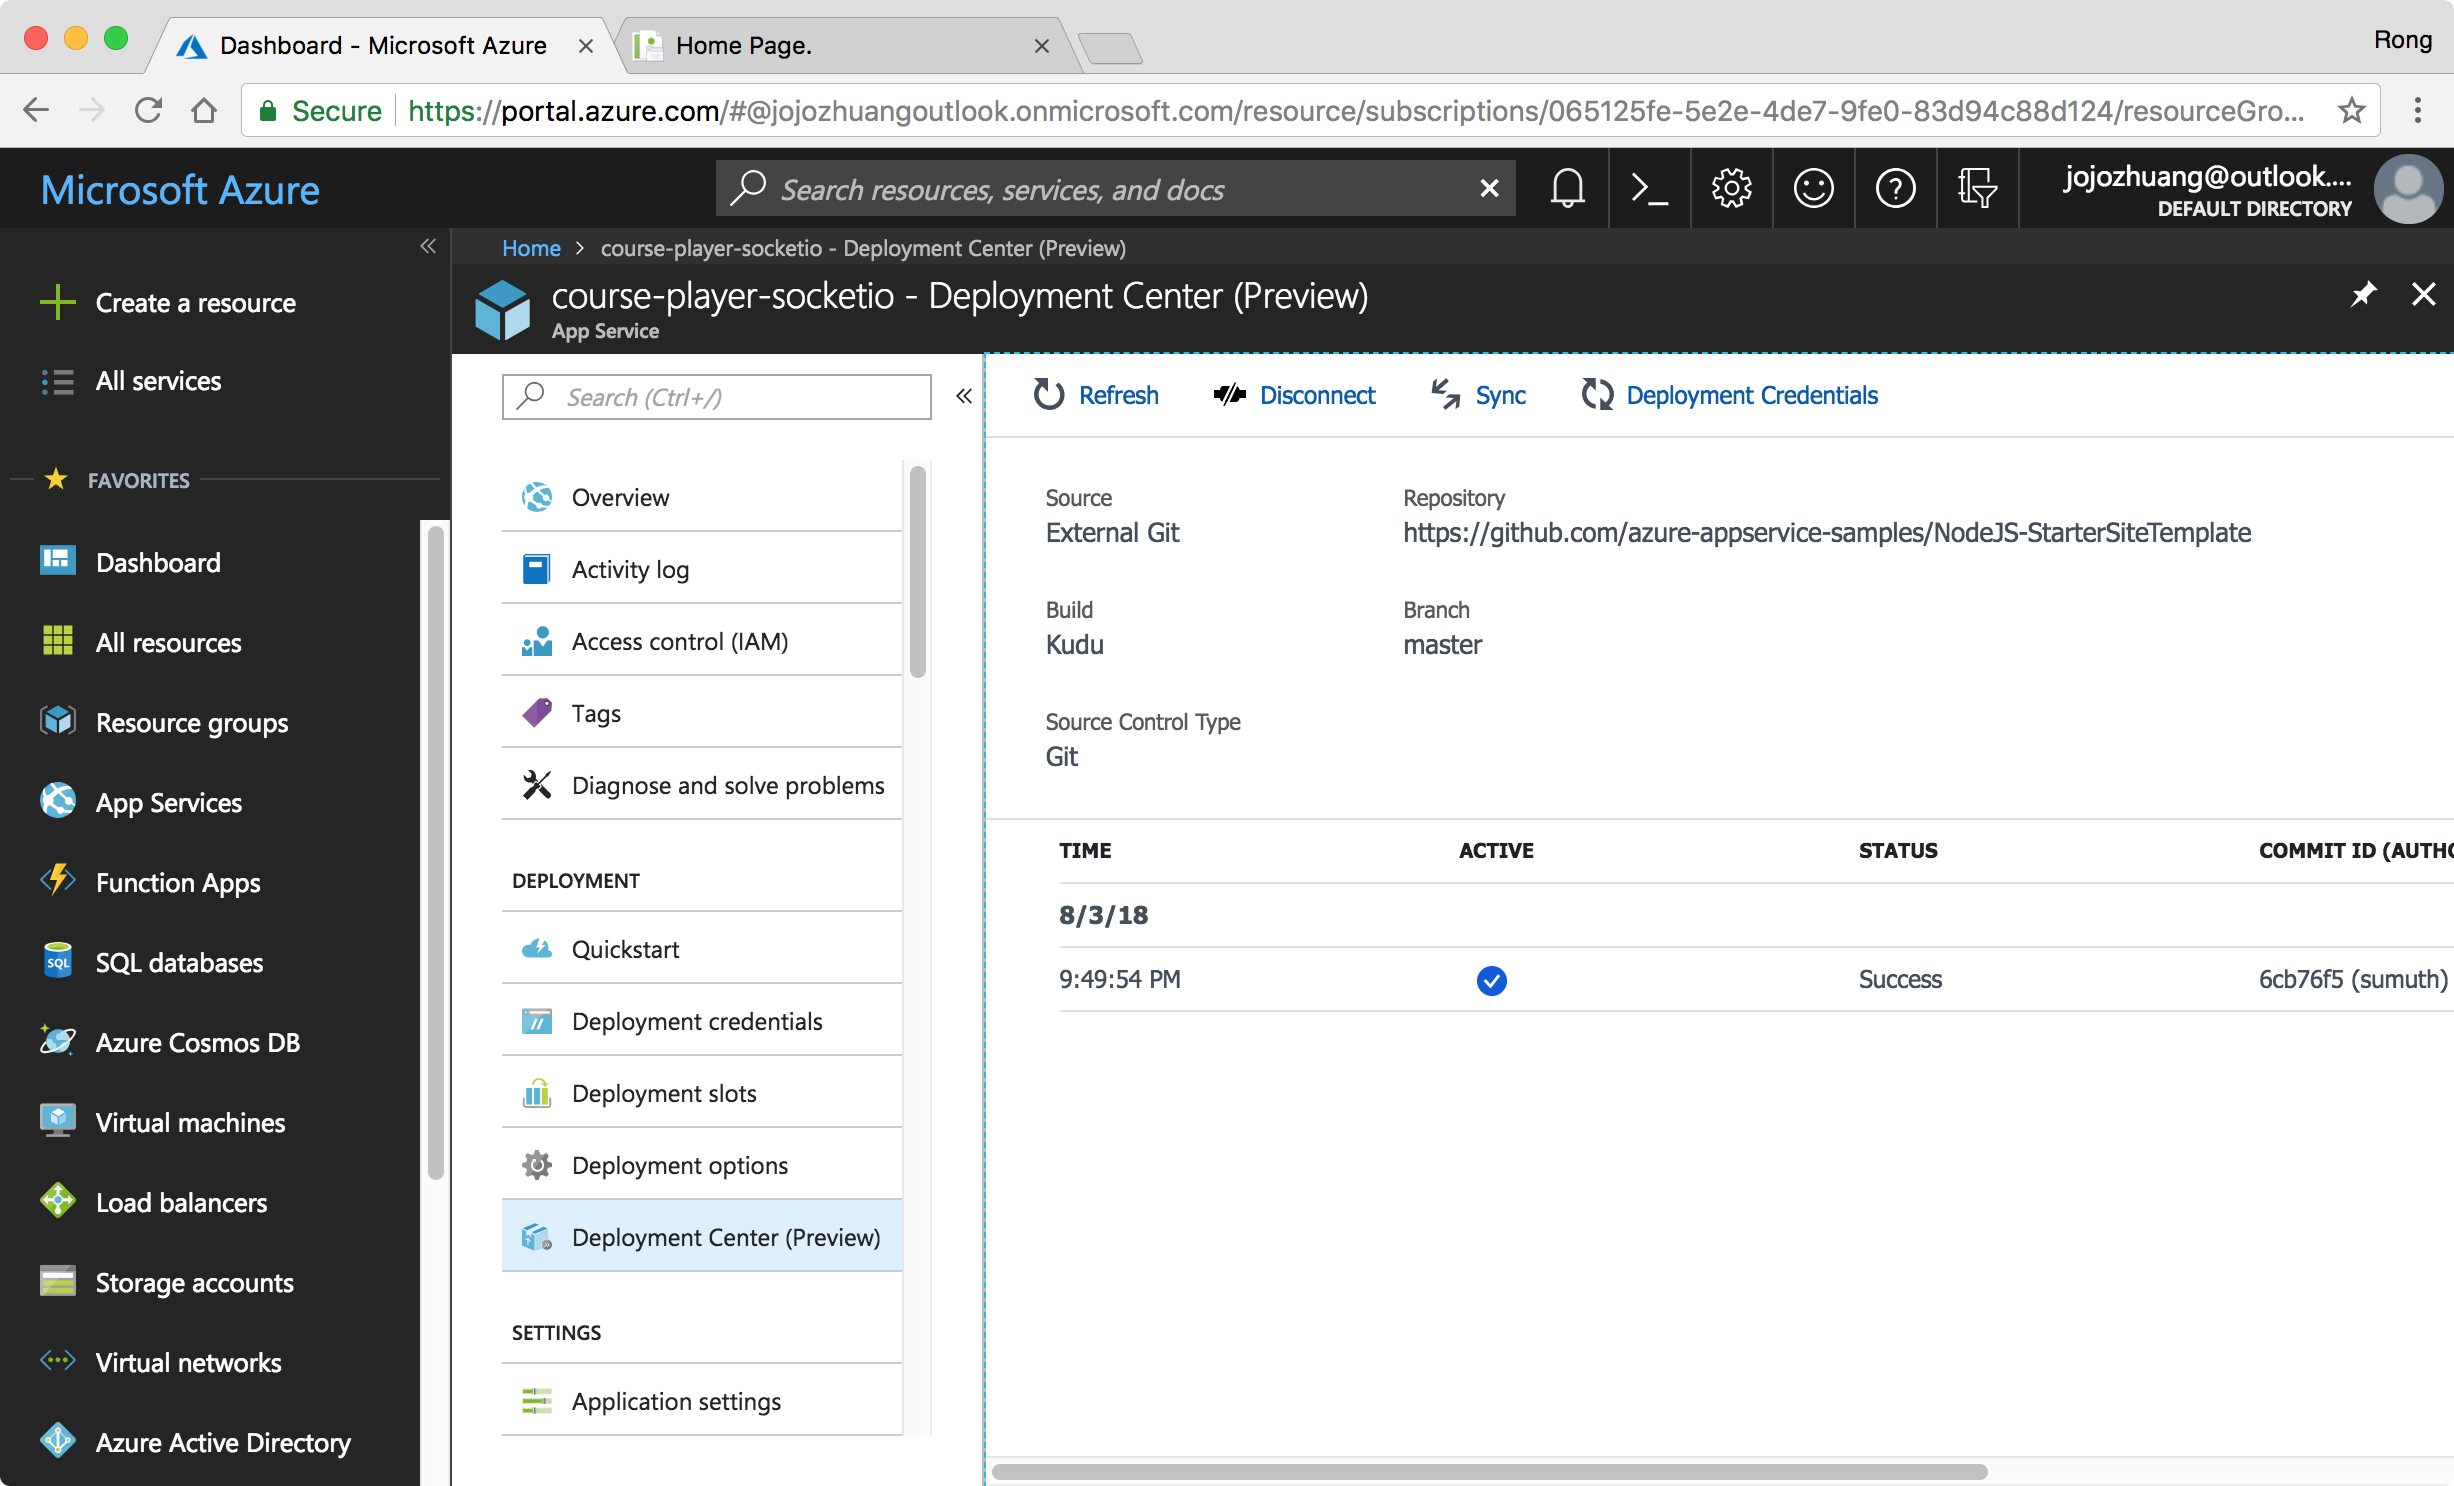 Dashboard - Microsoft Azure
Home Page.
Rong
Secure
https://portal.azure.com/#@jojozhuangoutlook.onmicrosoft.com/resource/subscriptions/065125fe-5e2e-4de7-9fe0-83d94c88d124/resourceGro...
Microsoft Azure
Search resources, services, and docs
jojozhuang@outlook....
DEFAULT DIRECTORY
Create a resource
All services
FAVORITES
Dashboard
All resources
Resource groups
App Services
Function Apps
SQL
SQL databases
Azure Cosmos DB
Virtual machines
Load balancers
Storage accounts
Virtual networks
Azure Active Directory
Home > course-player-socketio - Deployment Center (Preview)
course-player-socketio - Deployment Center (Preview)
App Service
Search (Ctrl+/)
Overview
Activity log
Access control (IAM)
Tags
Diagnose and solve problems
DEPLOYMENT
Quickstart
Deployment credentials
Deployment slots
Deployment options
Deployment Center (Preview)
SETTINGS
Application settings
Refresh
Disconnect
Sync
Deployment Credentials
Source
External Git
Repository
https://github.com/azure-appservice-samples/NodeJS-StarterSiteTemplate
Build
Kudu
Branch
master
Source Control Type
Git
TIME ACTIVE STATUS COMMIT ID (AUTHO
8/3/18
9:49:54 PM Success 6cb76f5 (sumuth)